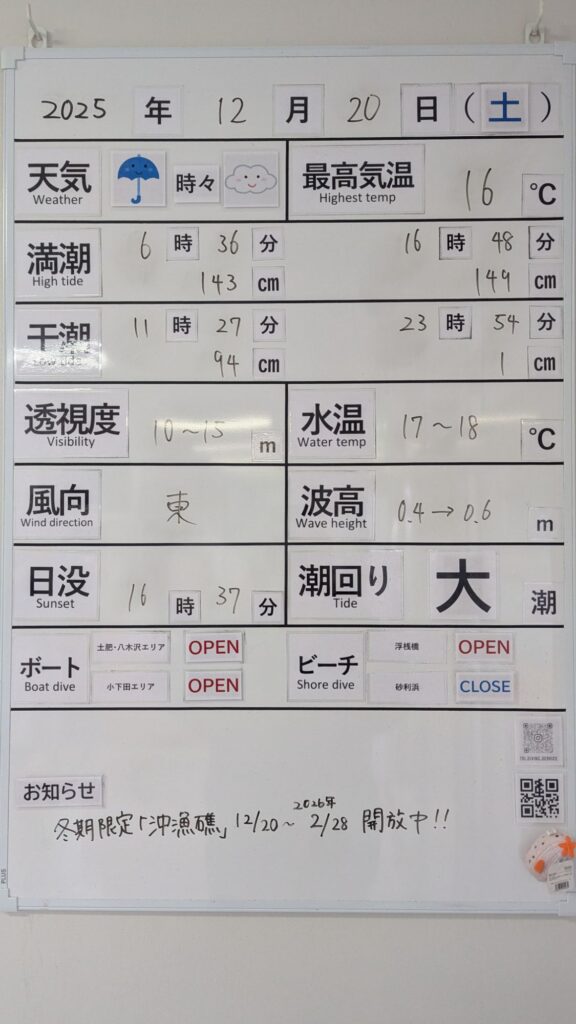 2025 年 12 月 20 日 (土)
天気 時々
Weather
最高気温 16 ℃
Highest temp
満潮 6 時 36 分 16 時 48 分
High tide 143 cm 149 cm
干潮 11 時 27 分 23 時 54 分
Low tide 94 cm 1 cm
透視度 10～15 m
Visibility
水温 17～18 ℃
Water temp
風向 東
Wind direction
波高 0.4→0.6 m
Wave height
日没 16 時 37 分
Sunset
潮回り 大 潮
Tide
ボート
Boat dive
土肥・八木沢エリア OPEN
小下田エリア OPEN
ビーチ
Shore dive
浮桟橋 OPEN
砂利浜 CLOSE
TOI.DIVING.SERVICE
お知らせ
2026年
冬期限定「沖漁礁」12/20～2/28 開放中!!
PLUS